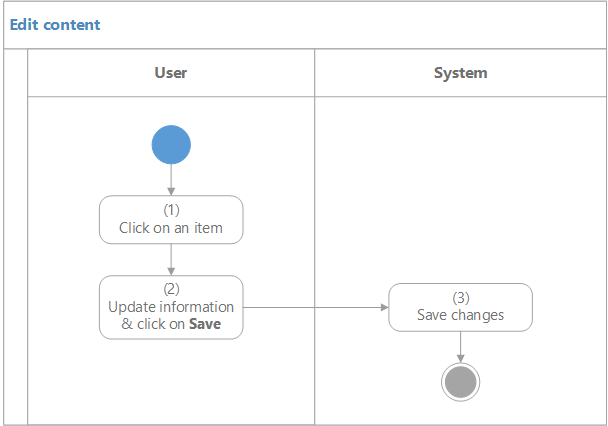 Edit content
User
System
(1)
Click on an item
(2)
Update information
& click on Save
(3)
Save changes